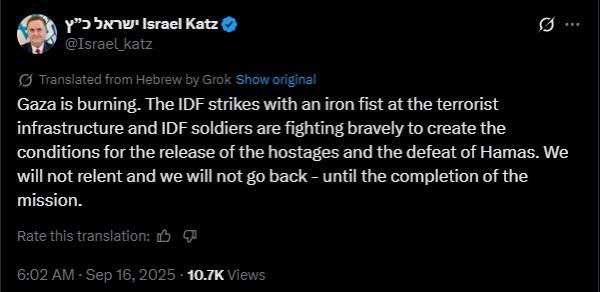 ישראל כ”ץ Israel Katz
@Israel_katz
Translated from Hebrew by Grok Show original
Gaza is burning. The IDF strikes with an iron fist at the terrorist
infrastructure and IDF soldiers are fighting bravely to create the
conditions for the release of the hostages and the defeat of Hamas. We
will not relent and we will not go back – until the completion of the
mission.
Rate this translation:
6:02 AM · Sep 16, 2025 · 10.7K Views